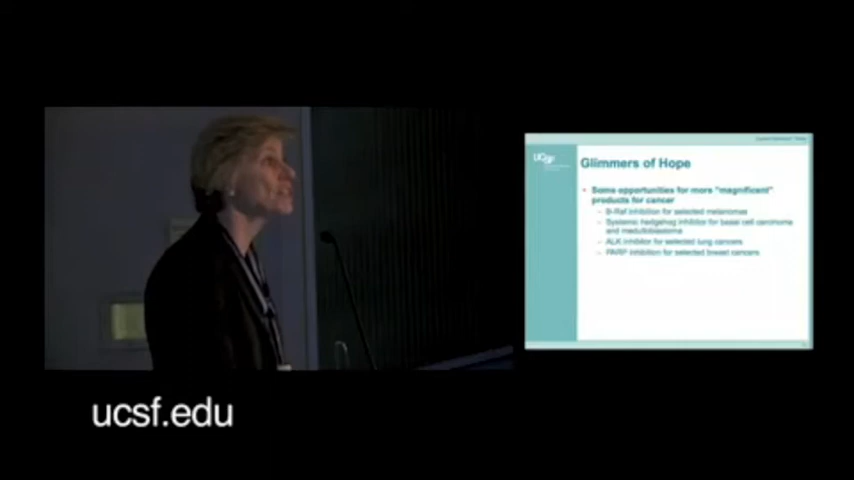 UCSF
Glimmers of Hope
• Some opportunities for more "magnificent"
products for cancer
– B-Raf inhibition for selected melanomas
– Systemic hedgehog inhibitor for basal cell carcinoma
and medulloblastoma
– ALK inhibitor for selected lung cancers
– PARP inhibition for selected breast cancers
ucsf.edu